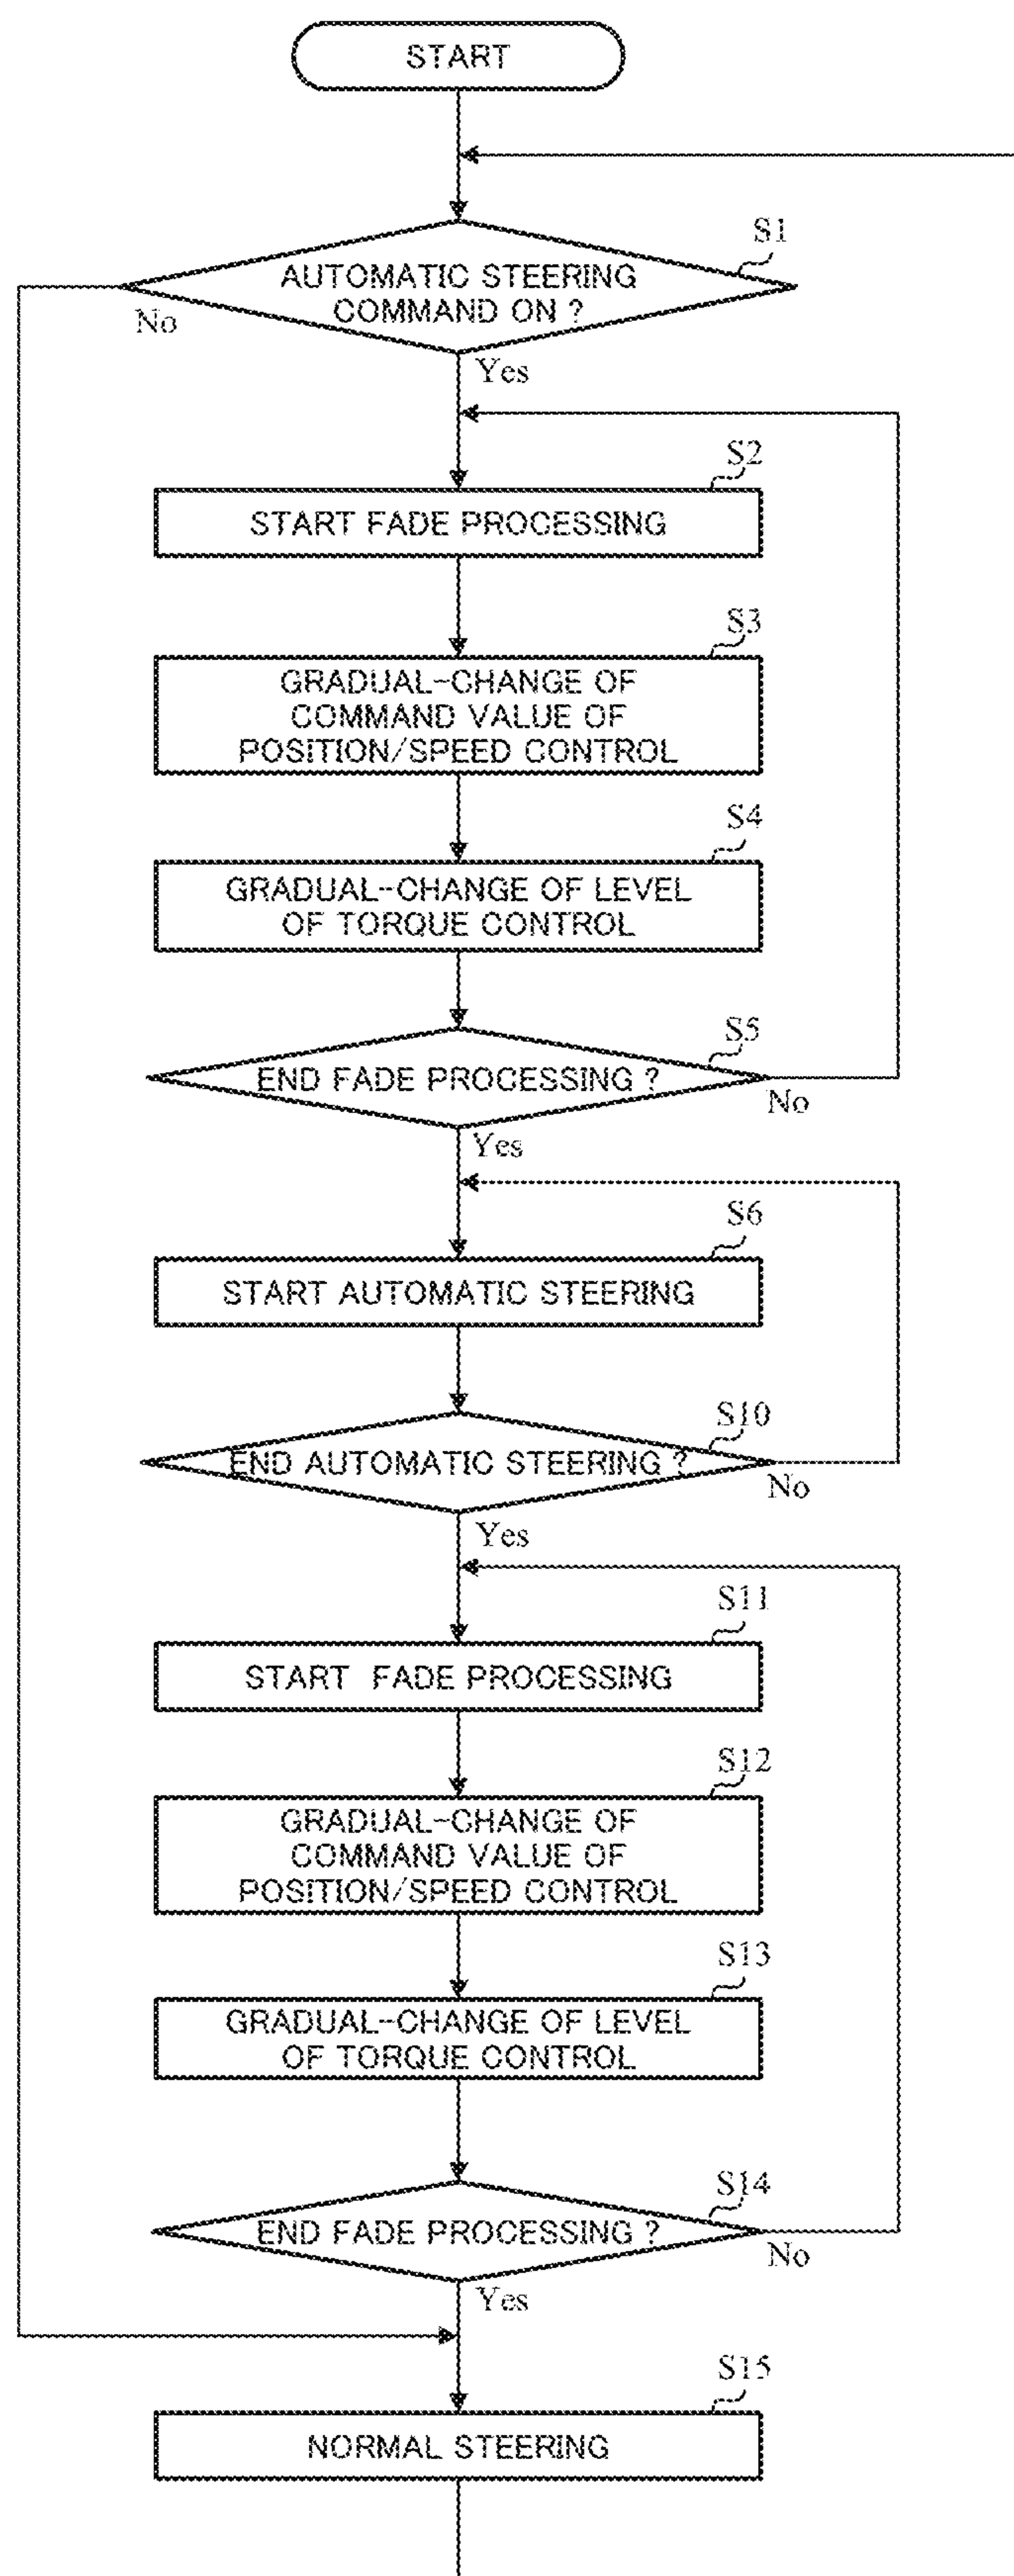 START
S1
AUTOMATIC STEERING
COMMAND ON ?
No
Yes
S2
START FADE PROCESSING
S3
GRADUAL-CHANGE OF
COMMAND VALUE OF
POSITION/SPEED CONTROL
S4
GRADUAL-CHANGE OF LEVEL
OF TORQUE CONTROL
S5
END FADE PROCESSING ?
No
Yes
S6
START AUTOMATIC STEERING
S10
END AUTOMATIC STEERING ?
No
Yes
S11
START FADE PROCESSING
S12
GRADUAL-CHANGE OF
COMMAND VALUE OF
POSITION/SPEED CONTROL
S13
GRADUAL-CHANGE OF LEVEL
OF TORQUE CONTROL
S14
END FADE PROCESSING ?
No
Yes
S15
NORMAL STEERING